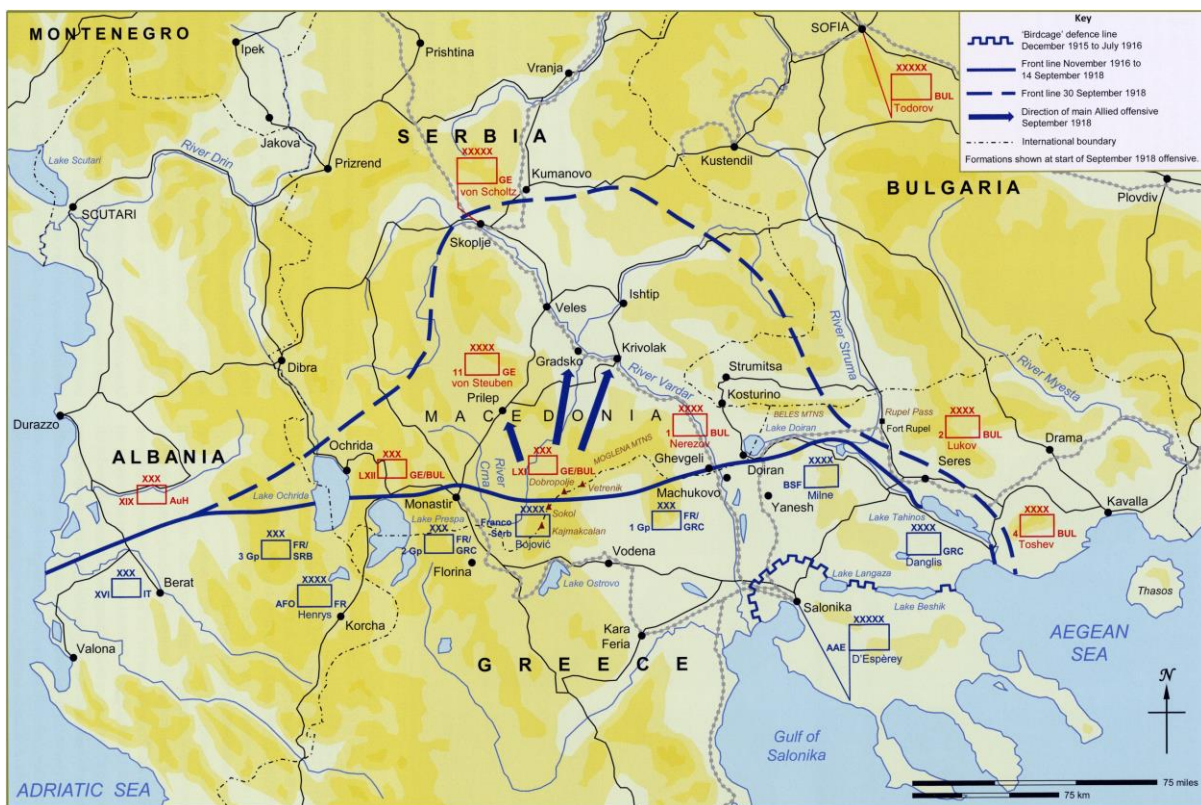 MONTENEGRO
Ipek
Prishtina
Vranja
SOFIA
XXXXX
BUL
Todorov
Key
'Birdcage' defence line
December 1915 to July 1916
Front line November 1916 to
14 September 1918
Front line 30 September 1918
Direction of main Allied offensive
September 1918
International boundary
Formations shown at start of September 1918 offensive.
Lake Scutari
River Drin
Jakova
Prizrend
SERBIA
XXXXX
GE
von Scholtz
Kumanovo
Kustendil
BULGARIA
Plovdiv
SCUTARI
Skoplje
Veles
Ishtip
River Struma
River Myesta
Dibra
XXXX
11 GE
von Steuben
Gradsko
Krivolak
River Vardar
Strumitsa
Kosturino
BELES MTNS
Lake Doiran
Rupel Pass
Fort Rupel
XXXX
2 BUL
Lukov
Drama
Durazzo
Prilep
MACEDONIA
XXXX
1 BUL
Nerezov
ALBANIA
XXX
XIX AuH
Ochrida
Lake Ochride
XXX
LXII GE/BUL
River Crna
XXX
LXI GE/BUL
MOGLENA MTNS
Dobropolje
Vetrenik
Ghevgeli
Doiran
XXXX
BSF
Milne
Seres
Kavalla
Monastir
Lake Prespa
Machukovo
Yanesh
Lake Tahinos
XXXX
4 BUL
Toshev
XXX
3 Gp FR/
SRB
XXX
2 Gp FR/
GRC
Franco
-Serb
XXXX
Bojović
Sokol
Kajmakcalan
XXX
1 Gp FR/
GRC
XXXX
GRC
Danglis
XXX
XVI IT
Berat
XXXX
AFO FR
Henrys
Florina
Vodena
Lake Ostrovo
Lake Langaza
Lake Beshik
Salonika
Thasos
Korcha
Kara
Feria
XXXXX
AAE
D'Espèrey
Valona
GREECE
AEGEAN
SEA
N
Gulf of
Salonika
ADRIATIC SEA
75 miles
75 km